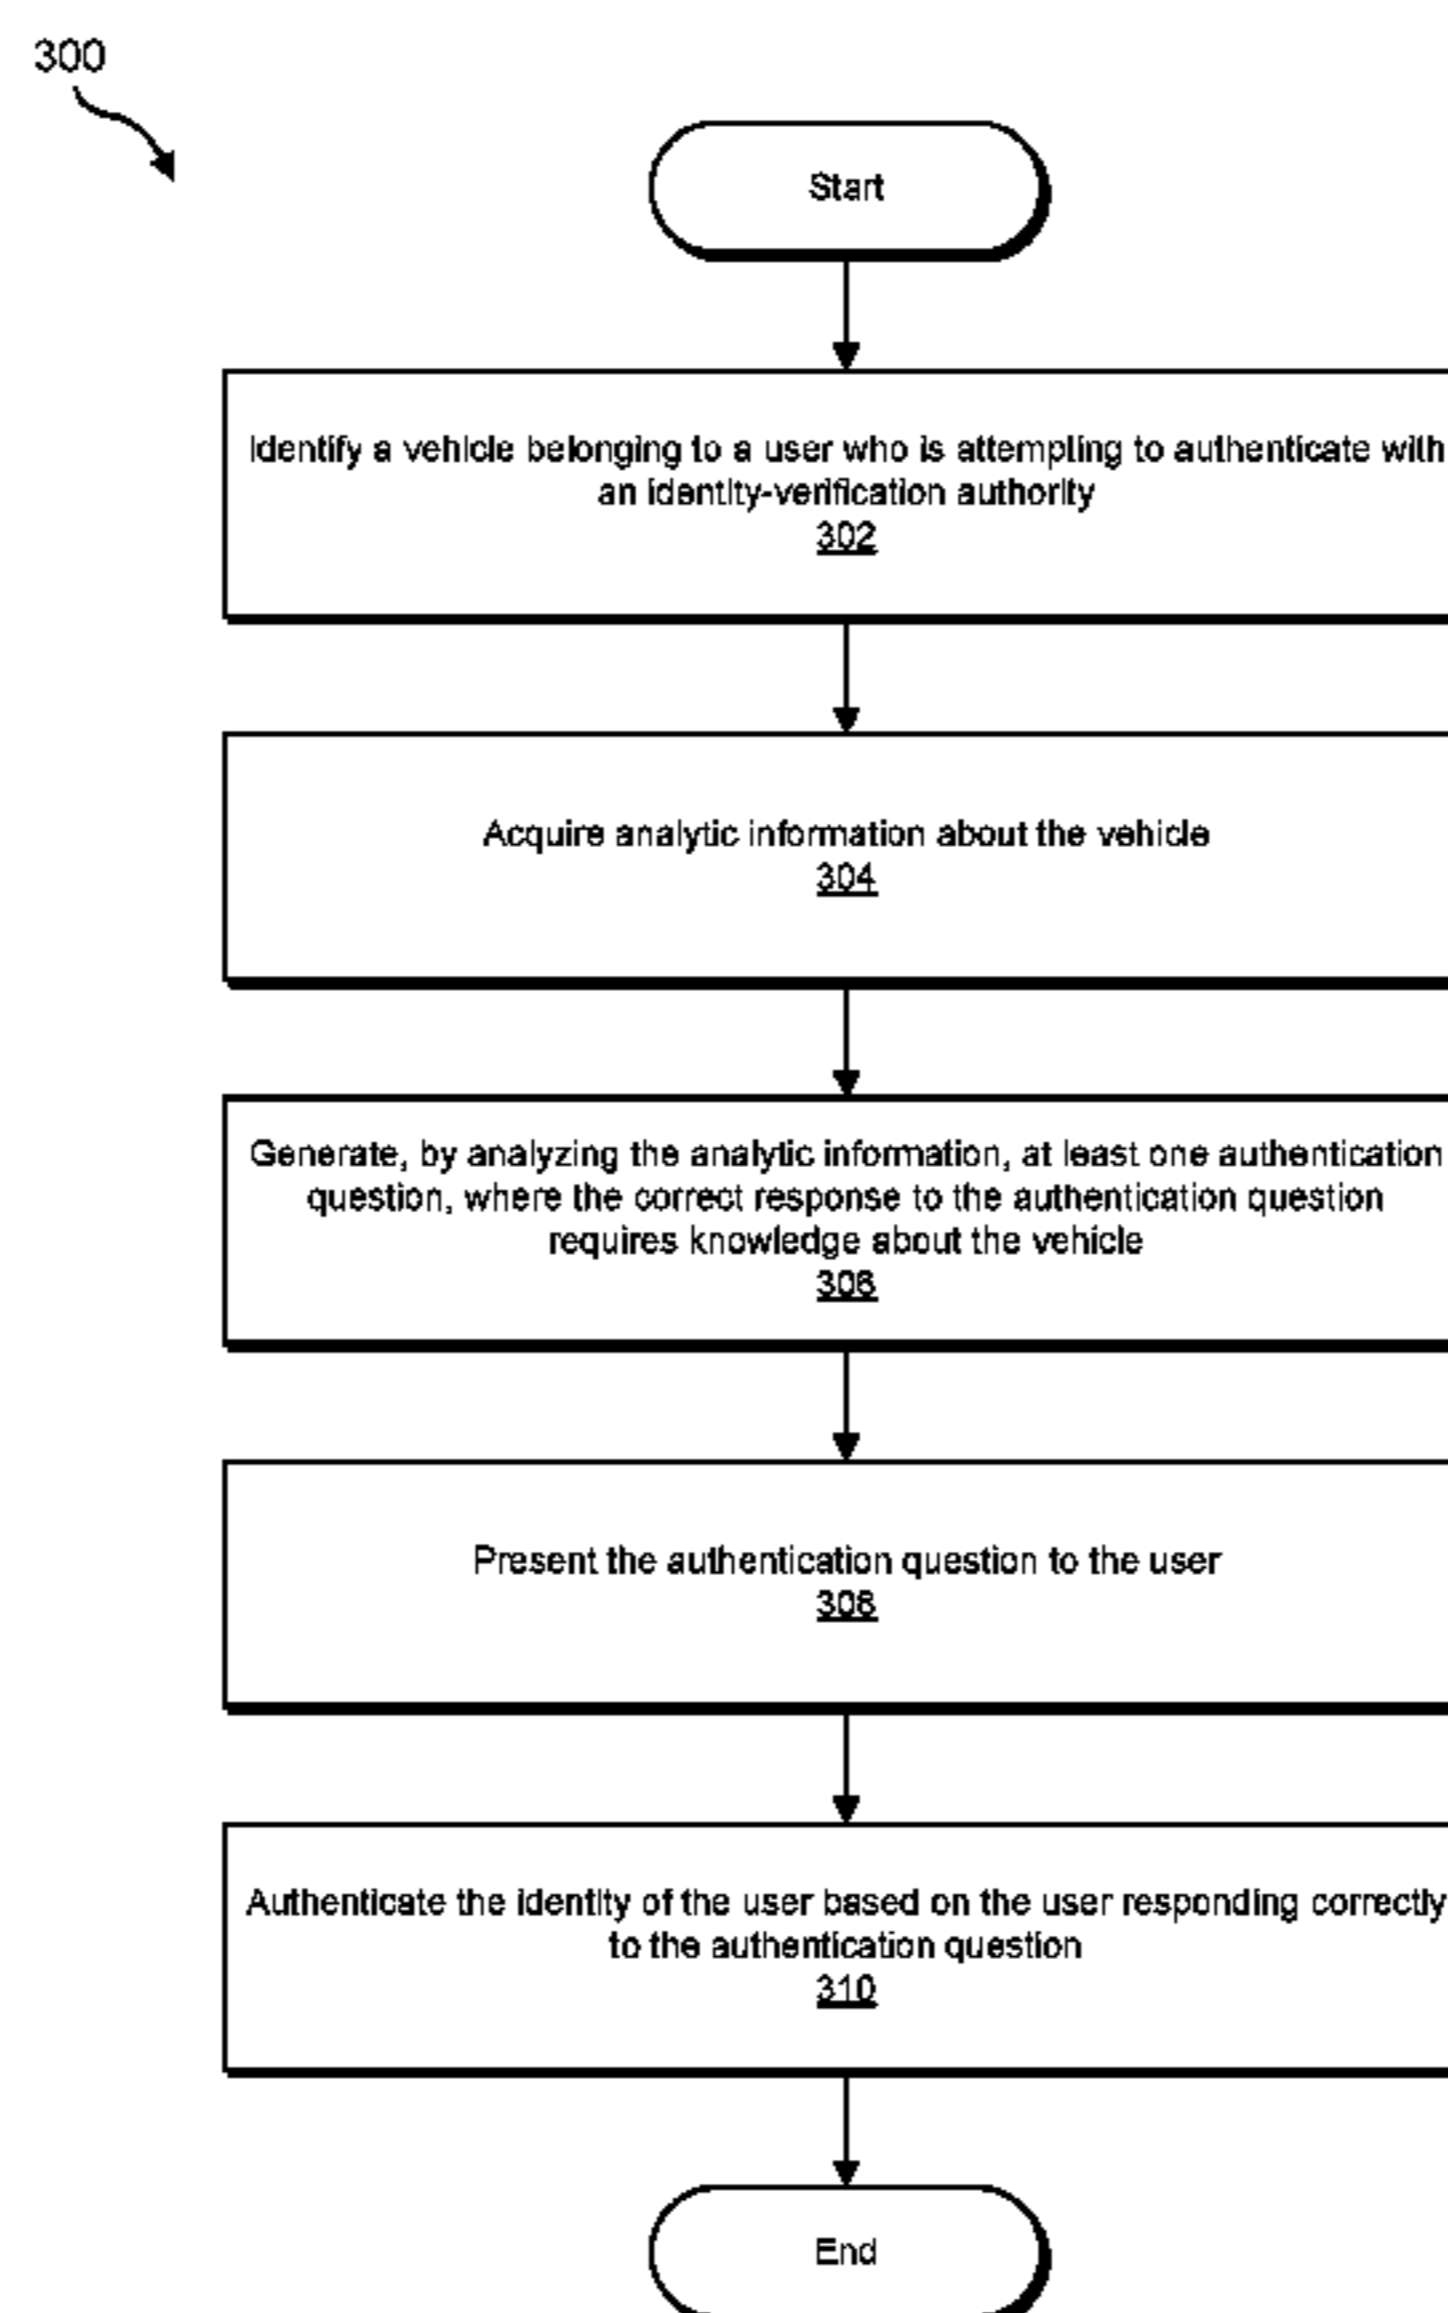 300
Start
Identify a vehicle belonging to a user who is attempting to authenticate with
an identity-verification authority
302
Acquire analytic information about the vehicle
304
Generate, by analyzing the analytic information, at least one authentication
question, where the correct response to the authentication question
requires knowledge about the vehicle
306
Present the authentication question to the user
308
Authenticate the identity of the user based on the user responding correctly
to the authentication question
310
End